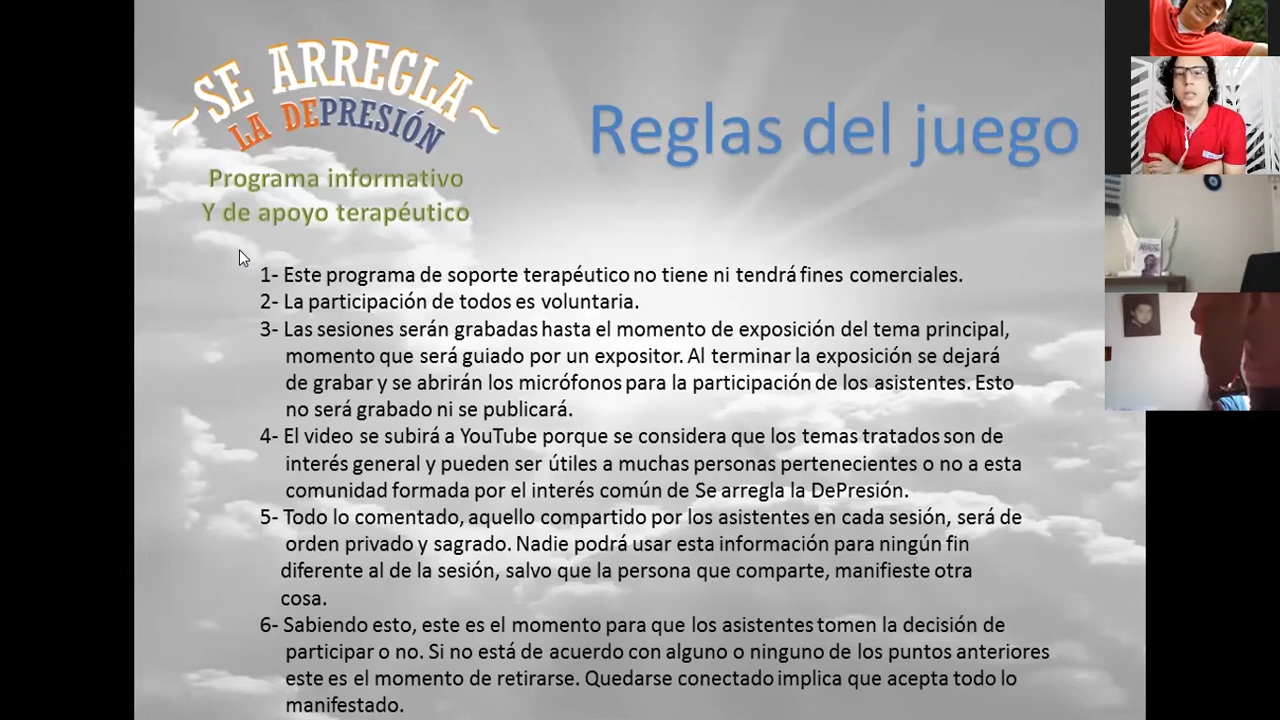 SE ARREGLA
LA DEPRESIÓN
Reglas del juego
Programa informativo
Y de apoyo terapéutico
1- Este programa de soporte terapéutico no tiene ni tendrá fines comerciales.
2- La participación de todos es voluntaria.
3- Las sesiones serán grabadas hasta el momento de exposición del tema principal,
momento que será guiado por un expositor. Al terminar la exposición se dejará
de grabar y se abrirán los micrófonos para la participación de los asistentes. Esto
no será grabado ni se publicará.
4- El video se subirá a YouTube porque se considera que los temas tratados son de
interés general y pueden ser útiles a muchas personas pertenecientes o no a esta
comunidad formada por el interés común de Se arregla la DePresión.
5- Todo lo comentado, aquello compartido por los asistentes en cada sesión, será de
orden privado y sagrado. Nadie podrá usar esta información para ningún fin
diferente al de la sesión, salvo que la persona que comparte, manifieste otra
cosa.
6- Sabiendo esto, este es el momento para que los asistentes tomen la decisión de
participar o no. Si no está de acuerdo con alguno o ninguno de los puntos anteriores
este es el momento de retirarse. Quedarse conectado implica que acepta todo lo
manifestado.